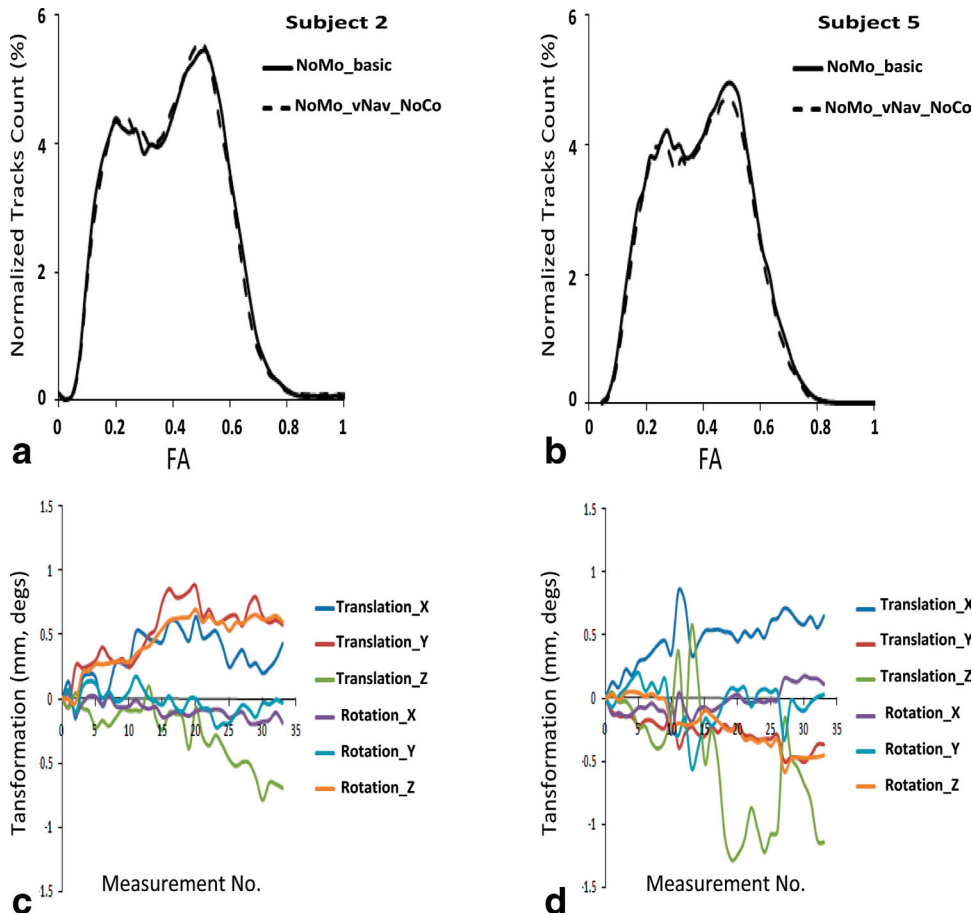 Subject 2
NoMo_basic
NoMo_vNav_NoCo
Normalized Tracks Count (%)
6
4
2
0
0 0.2 0.4 0.6 0.8 1
FA
a
Subject 5
NoMo_basic
NoMo_vNav_NoCo
Normalized Tracks Count (%)
6
4
2
0
0 0.2 0.4 0.6 0.8 1
FA
b
Tansformation (mm, degs)
1.5
1
0.5
0
-0.5
-1
-1.5
0 5 10 15 20 25 30 35
Translation_X
Translation_Y
Translation_Z
Rotation_X
Rotation_Y
Rotation_Z
Measurement No.
c
Tansformation (mm, degs)
1.5
1
0.5
0
-0.5
-1
-1.5
0 5 10 15 20 25 30 35
Translation_X
Translation_Y
Translation_Z
Rotation_X
Rotation_Y
Rotation_Z
Measurement No.
d